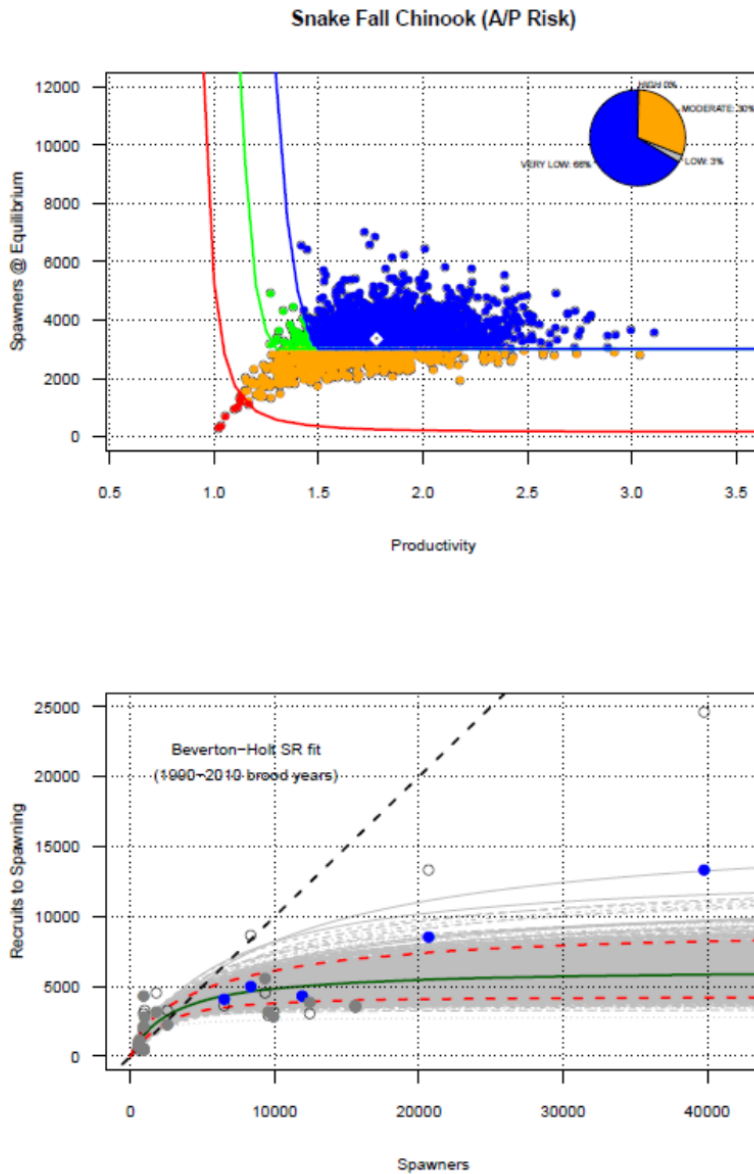 Snake Fall Chinook (A/P Risk)
12000
10000
8000
6000
4000
2000
0
Spawners @ Equilibrium
HIGH: 0%
MODERATE: 30%
LOW: 3%
VERY LOW: 66%
0.5 1.0 1.5 2.0 2.5 3.0 3.5
Productivity
25000
20000
15000
10000
5000
0
Recruits to Spawning
Beverton−Holt SR fit
(1990−2010 brood years)
0 10000 20000 30000 40000
Spawners